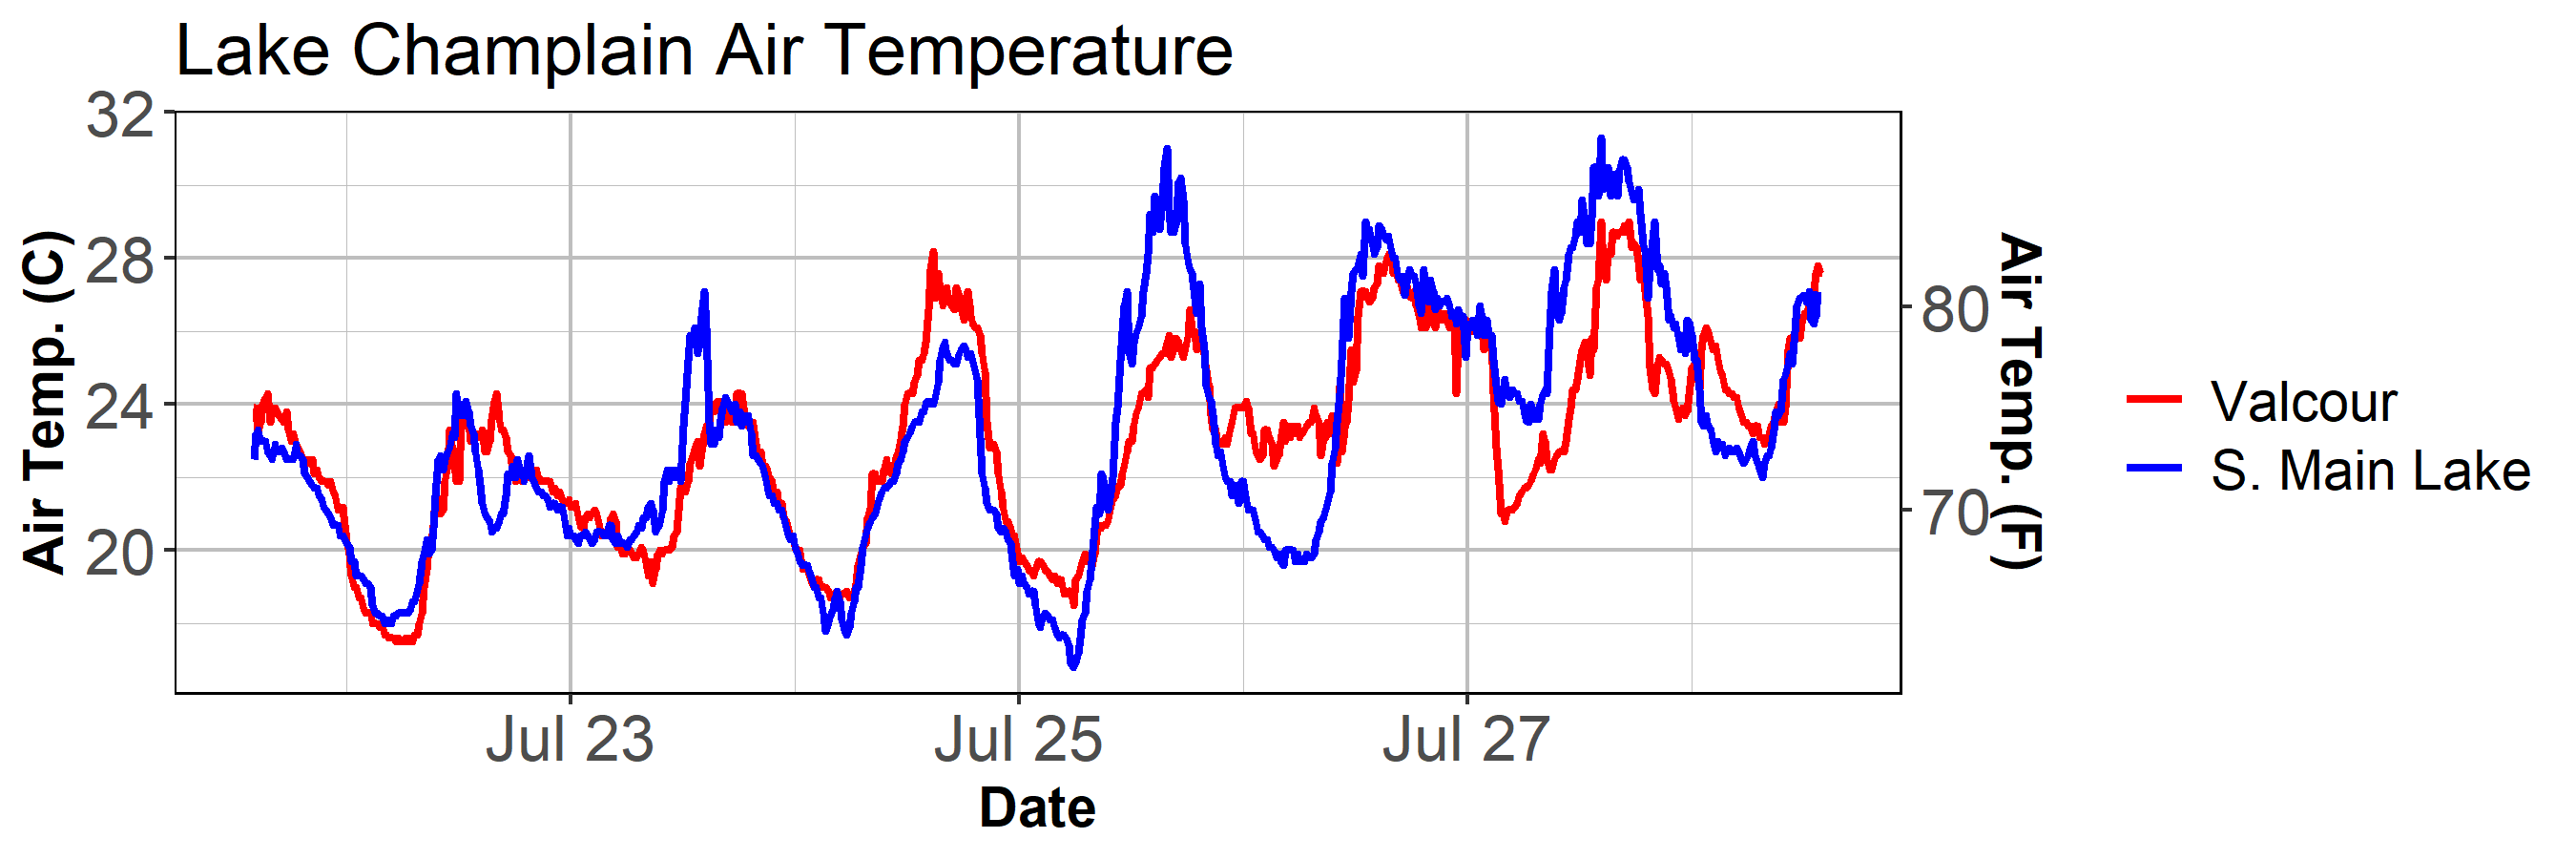 Lake Champlain Air Temperature
32
28
24
20
Air Temp. (C)
80
70
Air Temp. (F)
Jul 23
Jul 25
Jul 27
Date
Valcour
S. Main Lake